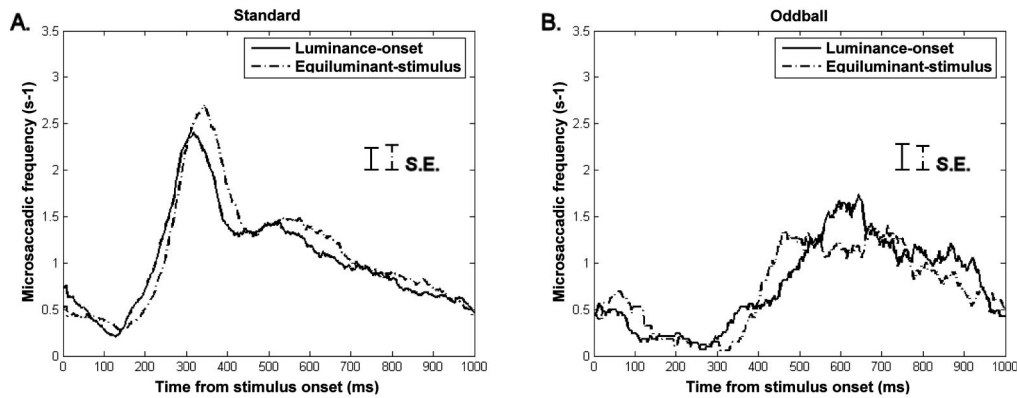 A.
Standard
3.5
3
2.5
2
1.5
1
0.5
0
Microsaccadic frequency (s-1)
Luminance-onset
Equiluminant-stimulus
S.E.
0 100 200 300 400 500 600 700 800 900 1000
Time from stimulus onset (ms)
B.
Oddball
3.5
3
2.5
2
1.5
1
0.5
0
Microsaccadic frequency (s-1)
Luminance-onset
Equiluminant-stimulus
S.E.
0 100 200 300 400 500 600 700 800 900 1000
Time from stimulus onset (ms)